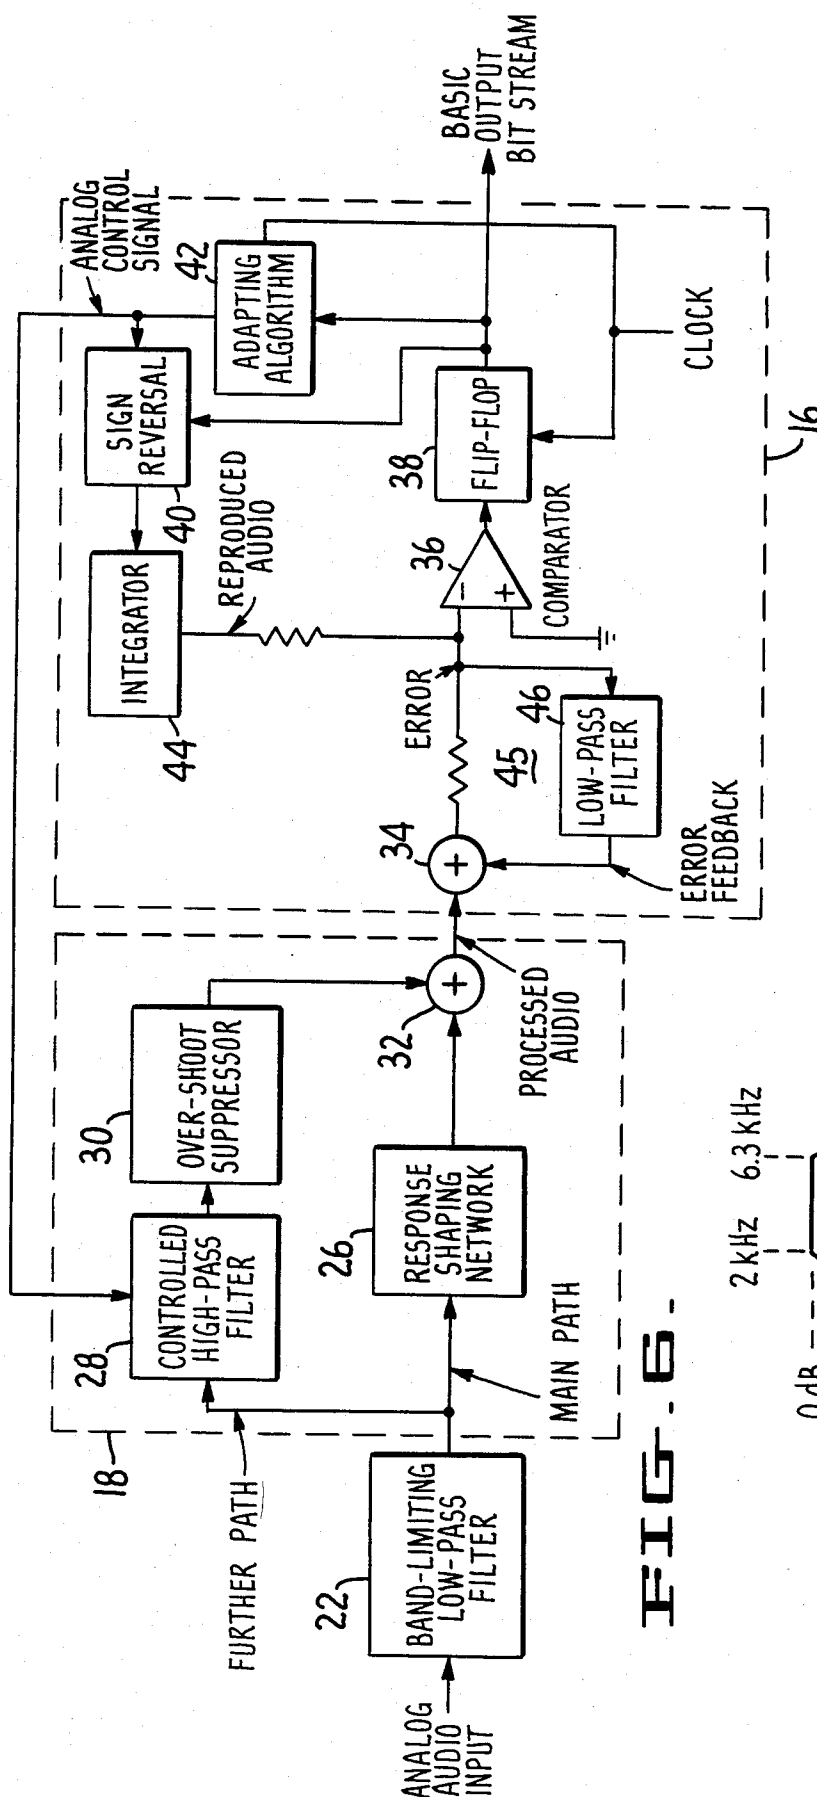 ANALOG
AUDIO
INPUT
22
BAND-LIMITING
LOW-PASS
FILTER
FURTHER PATH
18
MAIN PATH
28
CONTROLLED
HIGH-PASS
FILTER
30
OVER-SHOOT
SUPPRESSOR
26
RESPONSE
SHAPING
NETWORK
32
+
PROCESSED
AUDIO
34
+
ERROR
45
46
LOW-PASS
FILTER
ERROR
FEEDBACK
44
INTEGRATOR
REPRODUCED
AUDIO
40
SIGN
REVERSAL
ANALOG
CONTROL
SIGNAL
42
ADAPTING
ALGORITHM
36
-
+
COMPARATOR
38
FLIP-FLOP
CLOCK
16
BASIC
OUTPUT
BIT STREAM
FIG. 6.
0 dB
2 kHz
6.3 kHz